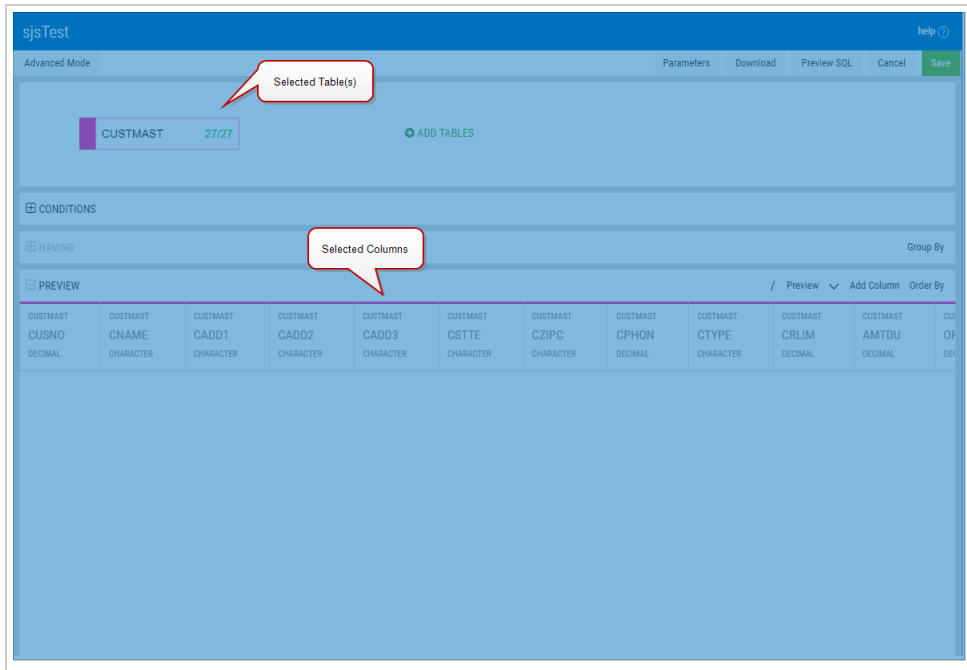 sjsTest help ?
Advanced Mode Parameters Download Preview SQL Cancel Save
Selected Table(s)
CUSTMAST 27/27 ADD TABLES
CONDITIONS
HAVING Group By
Selected Columns
PREVIEW / Preview Add Column Order By
CUSTMAST CUSTMAST CUSTMAST CUSTMAST CUSTMAST CUSTMAST CUSTMAST CUSTMAST CUSTMAST CUSTMAST CUSTMAST
CUSNO CNAME CADD1 CADD2 CADD3 CSTTE CZIPC CPHON CTYPE CRLIM AMTDU
DECIMAL CHARACTER CHARACTER CHARACTER CHARACTER CHARACTER CHARACTER DECIMAL CHARACTER DECIMAL DECIMAL